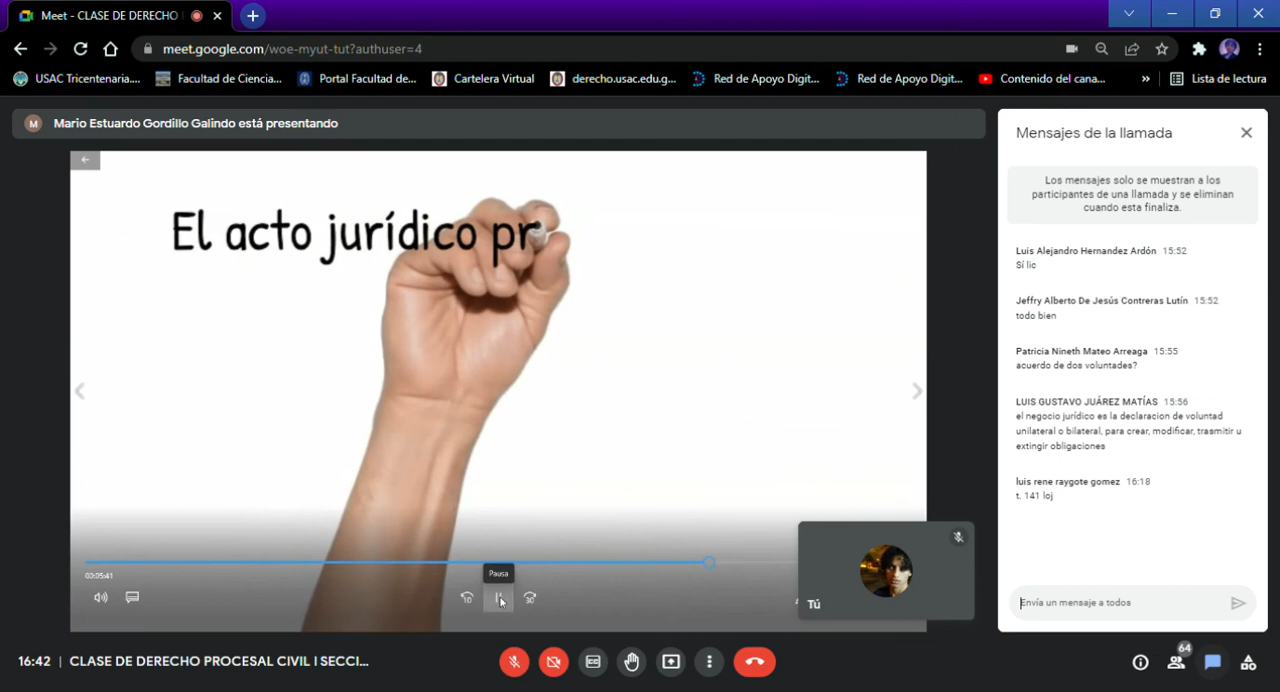 Meet - CLASE DE DERECHO
meet.google.com/woe-myut-tut?authuser=4
USAC Tricentenaria....
Facultad de Ciencia...
Portal Facultad de...
Cartelera Virtual
derecho.usac.edu.g...
Red de Apoyo Digit...
Red de Apoyo Digit...
Contenido del cana...
»
Lista de lectura
M
Mario Estuardo Gordillo Galindo está presentando
El acto jurídico pr
Pausa
00:05:41
10
30
Tú
Mensajes de la llamada
Los mensajes solo se muestran a los
participantes de una llamada y se eliminan
cuando esta finaliza.
Luis Alejandro Hernandez Ardón 15:52
Sí lic
Jeffry Alberto De Jesús Contreras Lutín 15:52
todo bien
Patricia Nineth Mateo Arreaga 15:55
acuerdo de dos voluntades?
LUIS GUSTAVO JUÁREZ MATÍAS 15:56
el negocio jurídico es la declaracion de voluntad
unilateral o bilateral, para crear, modificar, trasmitir u
extingir obligaciones
luis rene raygote gomez 16:18
t. 141 loj
Envía un mensaje a todos
16:42 | CLASE DE DERECHO PROCESAL CIVIL I SECCI...
64